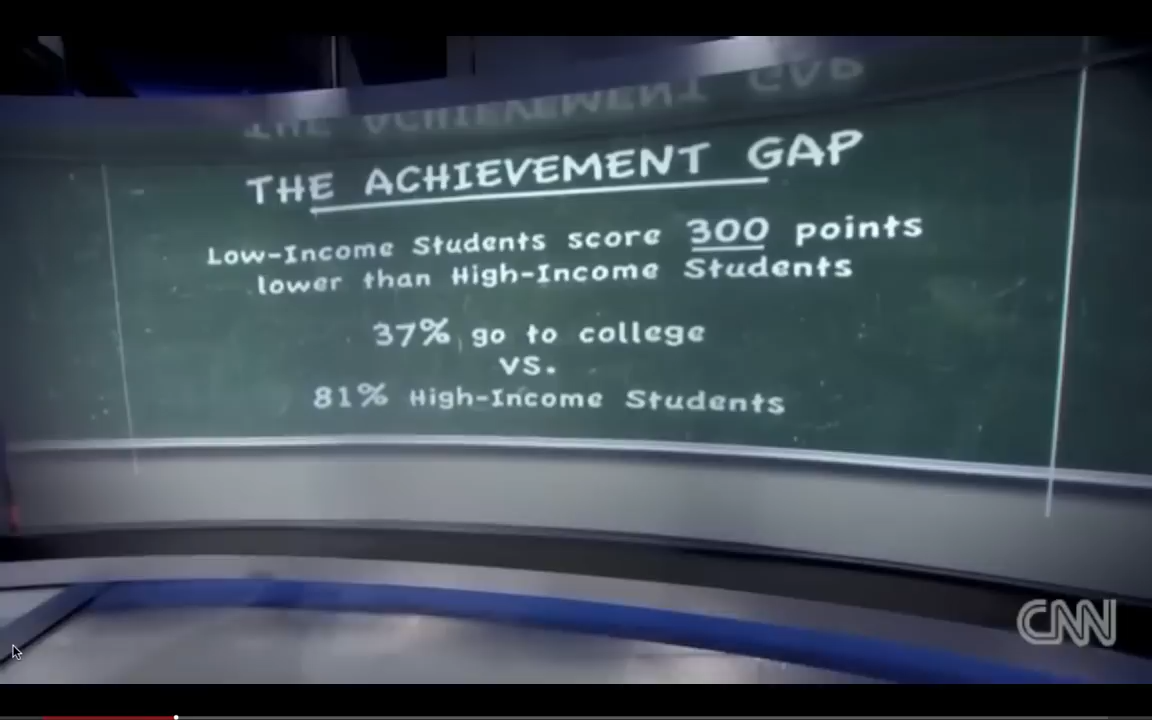 THE ACHIEVEMENT GAP
Low-Income Students score 300 points
lower than High-Income Students
37% go to college
vs.
81% High-Income Students
CNN